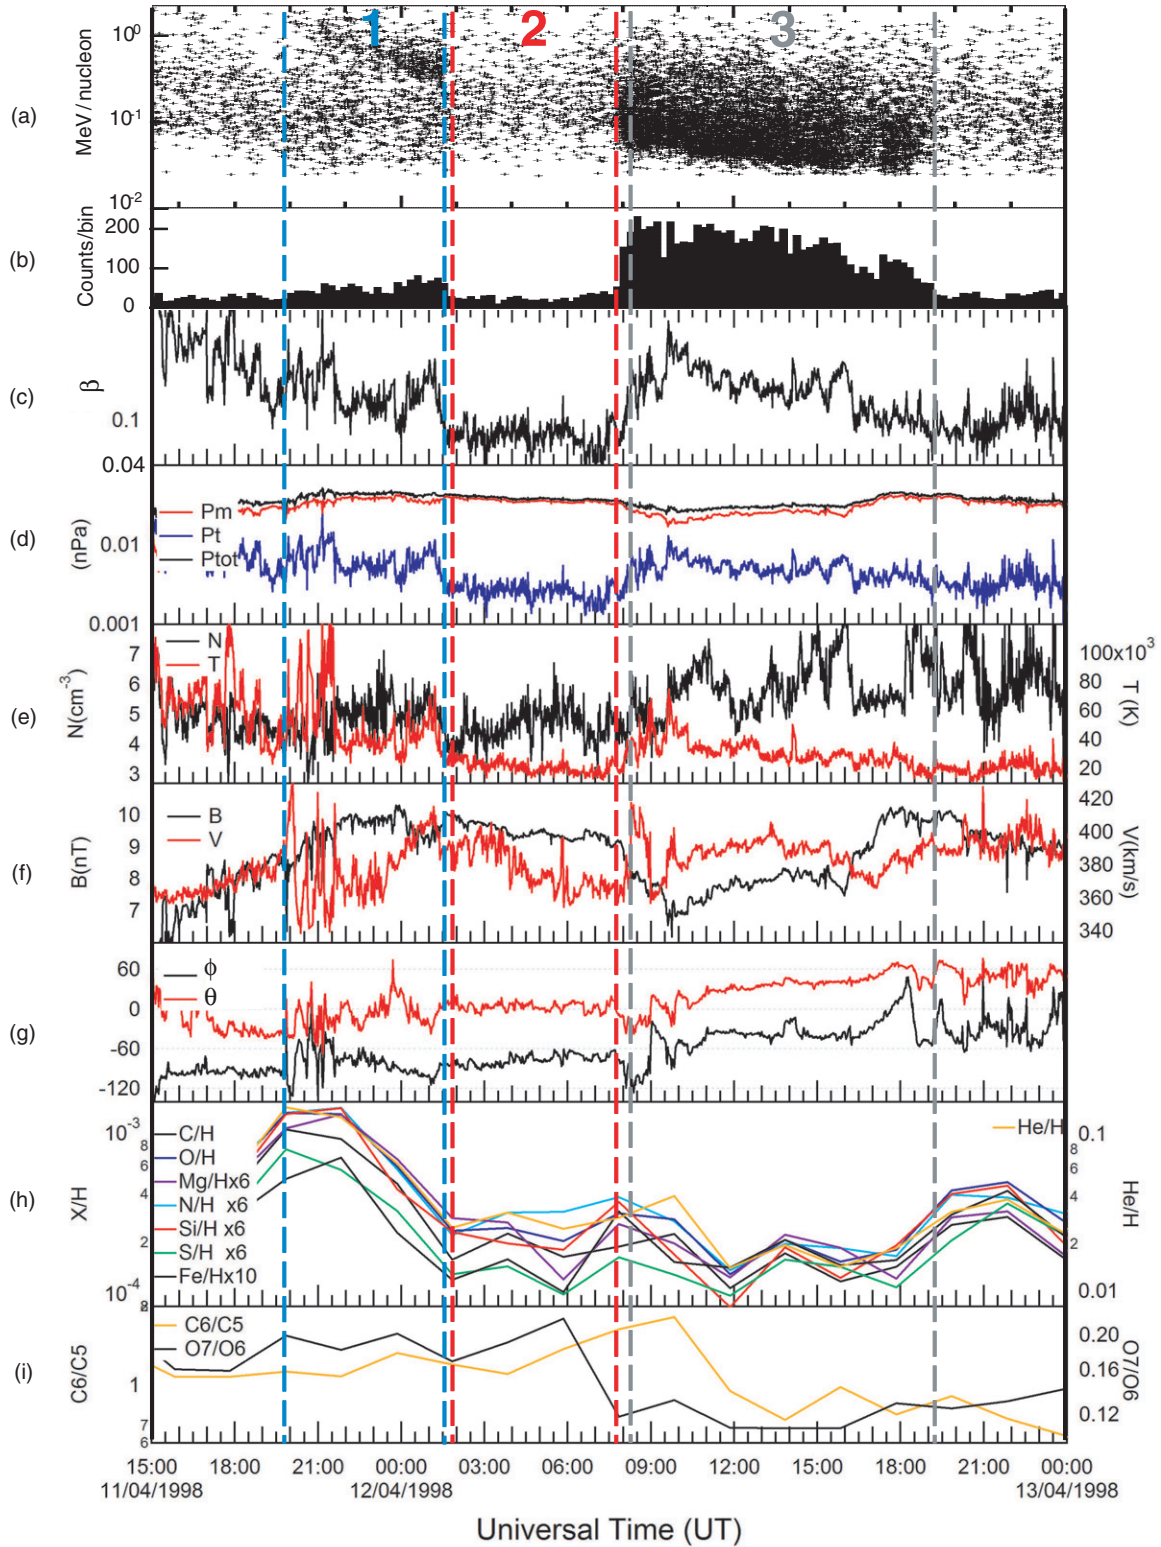 1 2 3
(a)
MeV / nucleon
10^0
10^-1
10^-2
(b)
Counts/bin
200
100
0
(c)
β
0.1
0.04
(d)
(nPa)
Pm
Pt
Ptot
0.01
0.001
(e)
N(cm^-3)
N
T
7
6
5
4
3
100x10^3
80
60
40
20
T (K)
(f)
B(nT)
B
V
10
9
8
7
420
400
380
360
340
V(km/s)
(g)
ϕ
θ
60
0
-60
-120
(h)
X/H
10^-3
8
6
4
2
10^-4
8
C/H
O/H
Mg/Hx6
N/H x6
Si/H x6
S/H x6
Fe/Hx10
He/H
0.1
8
6
4
2
0.01
He/H
(i)
C6/C5
C6/C5
O7/O6
1
7
6
0.20
0.16
0.12
O7/O6
15:00 18:00 21:00 00:00 03:00 06:00 09:00 12:00 15:00 18:00 21:00 00:00
11/04/1998 12/04/1998 13/04/1998
Universal Time (UT)